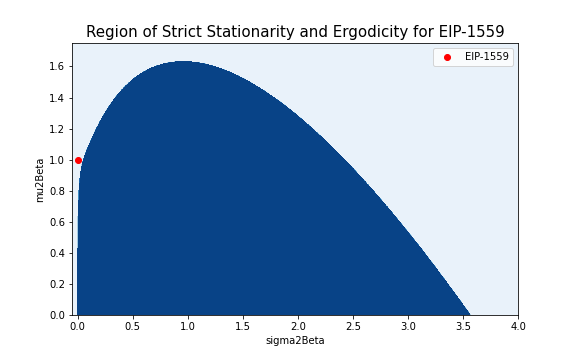 Region of Strict Stationarity and Ergodicity for EIP-1559
EIP-1559
1.6
1.4
1.2
1.0
0.8
0.6
0.4
0.2
0.0
mu2Beta
0.0 0.5 1.0 1.5 2.0 2.5 3.0 3.5 4.0
sigma2Beta